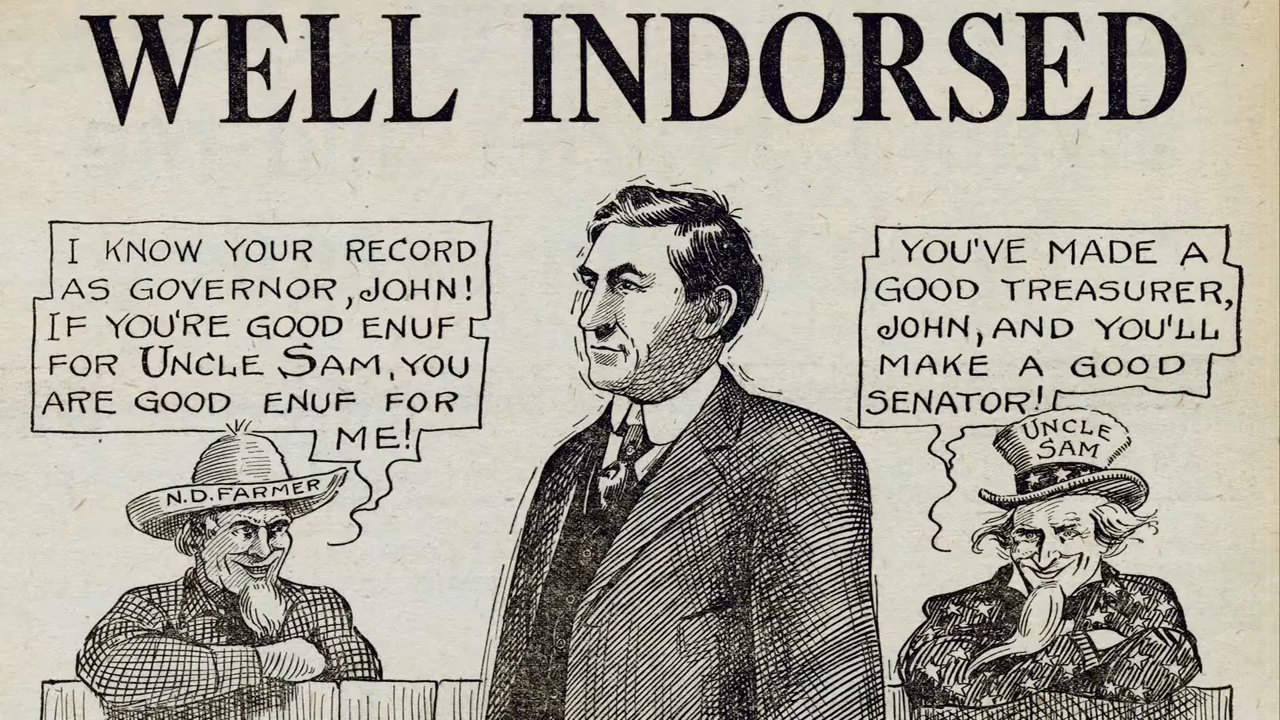 WELL INDORSED
I KNOW YOUR RECORD
AS GOVERNOR, JOHN!
IF YOU'RE GOOD ENUF
FOR UNCLE SAM, YOU
ARE GOOD ENUF FOR
ME!
YOU'VE MADE A
GOOD TREASURER,
JOHN, AND YOU'LL
MAKE A GOOD
SENATOR!
N.D. FARMER
UNCLE
SAM